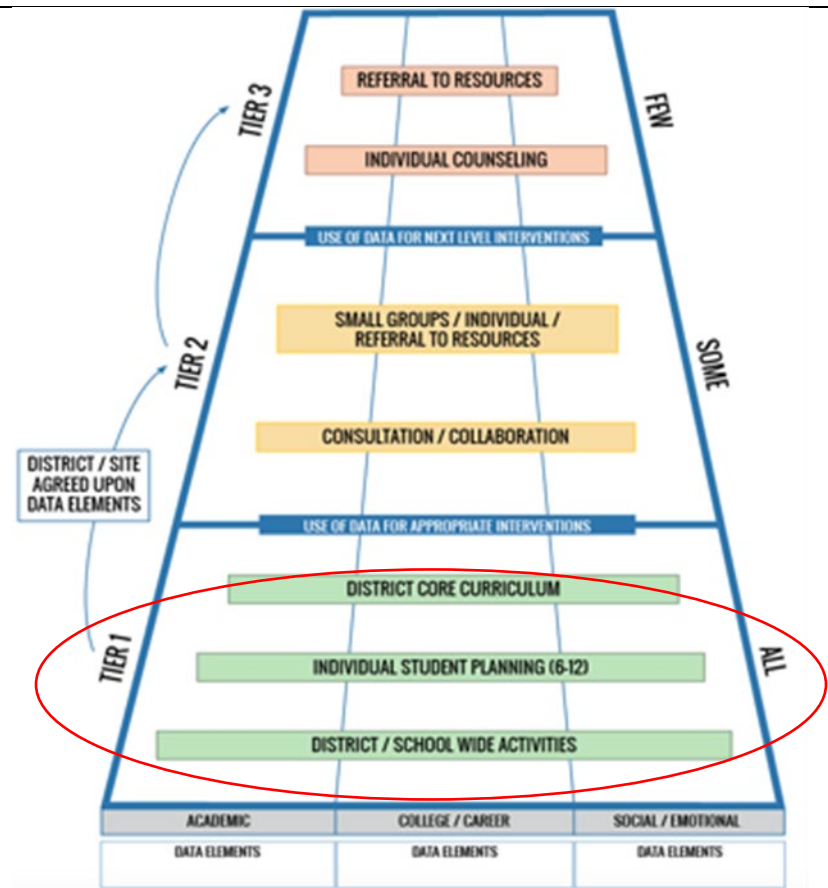 REFERRAL TO RESOURCES
TIER 3
FEW
INDIVIDUAL COUNSELING
USE OF DATA FOR NEXT LEVEL INTERVENTIONS
SMALL GROUPS / INDIVIDUAL /
REFERRAL TO RESOURCES
TIER 2
SOME
CONSULTATION / COLLABORATION
DISTRICT / SITE
AGREED UPON
DATA ELEMENTS
USE OF DATA FOR APPROPRIATE INTERVENTIONS
DISTRICT CORE CURRICULUM
TIER 1
ALL
INDIVIDUAL STUDENT PLANNING (6-12)
DISTRICT / SCHOOL WIDE ACTIVITIES
ACADEMIC
COLLEGE / CAREER
SOCIAL / EMOTIONAL
DATA ELEMENTS
DATA ELEMENTS
DATA ELEMENTS